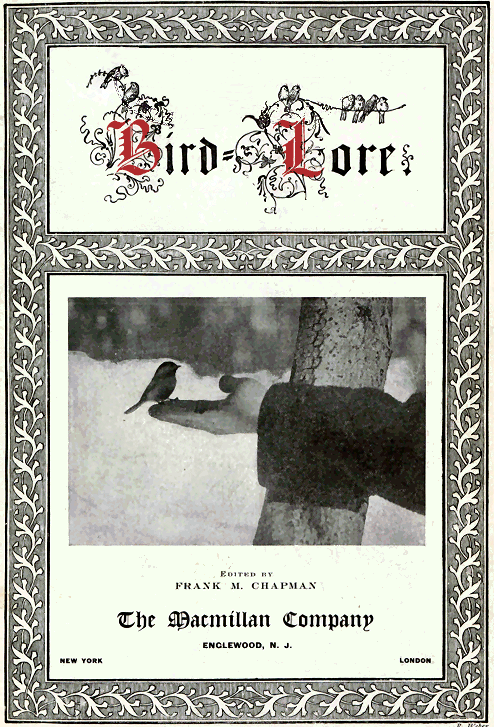 Bird-Lore
EDITED BY
FRANK M. CHAPMAN
The Macmillan Company
ENGLEWOOD, N. J.
NEW YORK LONDON